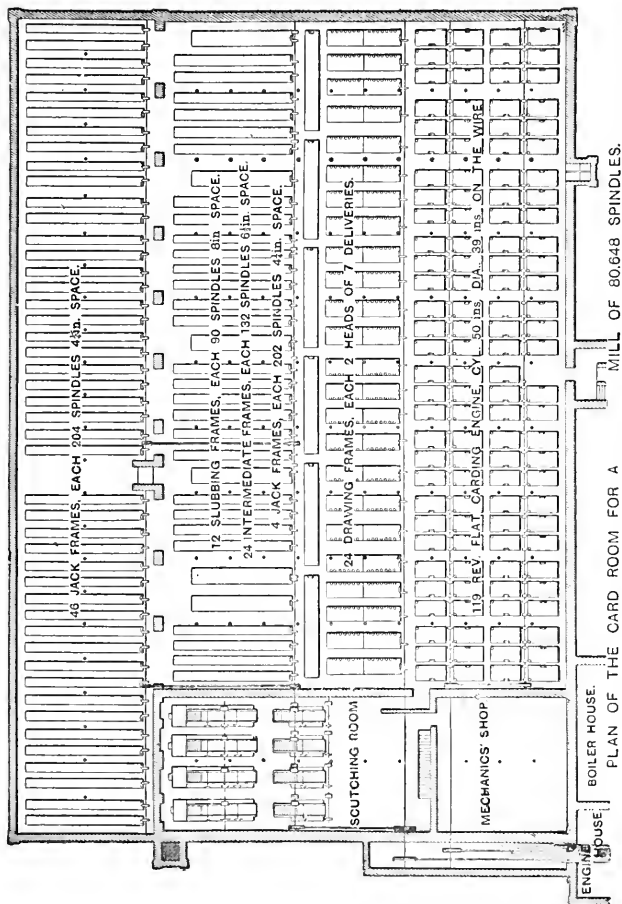 46 JACK FRAMES, EACH 204 SPINDLES 4¾in. SPACE.
12 SLUBBING FRAMES, EACH 90 SPINDLES 8in SPACE.
24 INTERMEDIATE FRAMES, EACH 132 SPINDLES 6½in. SPACE.
4 JACK FRAMES, EACH 202 SPINDLES 4¾in. SPACE.
24 DRAWING FRAMES, EACH 2 HEADS OF 7 DELIVERIES.
119 REV. FLAT CARDING ENGINE, CYL. 50 ins. DIA., 39 ins. ON THE WIRE
SCUTCHING ROOM
MECHANICS' SHOP
ENGINE HOUSE
BOILER HOUSE.
PLAN OF THE CARD ROOM FOR A MILL OF 80.648 SPINDLES.